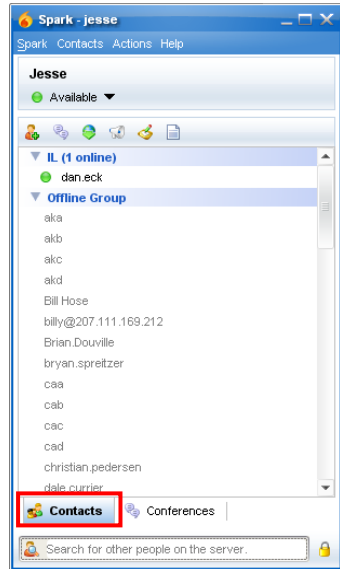 Spark - jesse
Spark Contacts Actions Help
Jesse
Available
IL (1 online)
dan.eck
Offline Group
aka
akb
akc
akd
Bill Hose
billy@207.111.169.212
Brian.Douville
bryan.spreitzer
caa
cab
cac
cad
christian.pedersen
dale.currier
Contacts Conferences
Search for other people on the server.